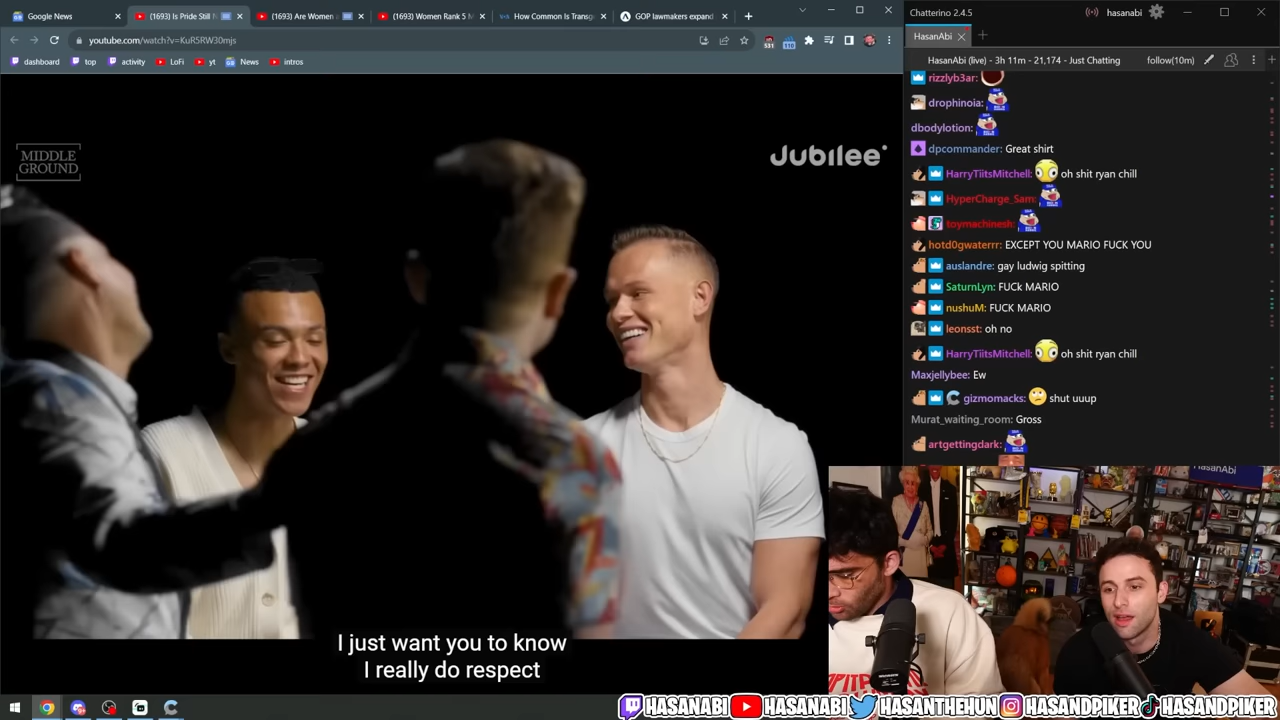 Google News
(1693) Is Pride Still N
(1693) Are Women
(1693) Women Rank 5 M
How Common Is Transg
GOP lawmakers expand
youtube.com/watch?v=KuR5RW30mjs
531
110
dashboard
top
activity
LoFi
yt
News
intros
MIDDLE
GROUND
Jubilee
I just want you to know
I really do respect
Chatterino 2.4.5
hasanabi
HasanAbi
HasanAbi (live) - 3h 11m - 21,174 - Just Chatting
follow(10m)
rizzlyb3ar:
drophinoia:
dbodylotion:
dpcommander: Great shirt
HarryTiitsMitchell: oh shit ryan chill
HyperCharge_Sam:
toymachinesh:
hotd0gwaterrr: EXCEPT YOU MARIO FUCK YOU
auslandre: gay ludwig spitting
SaturnLyn: FUCK MARIO
nushuM: FUCK MARIO
leonsst: oh no
HarryTiitsMitchell: oh shit ryan chill
Maxjellybee: Ew
gizmomacks: shut uuup
Murat_waiting_room: Gross
artgettingdark:
HasanAbi
HASANABI
HASANABI
HASANTHEHUN
HASANDPIKER
HASANDPIKER